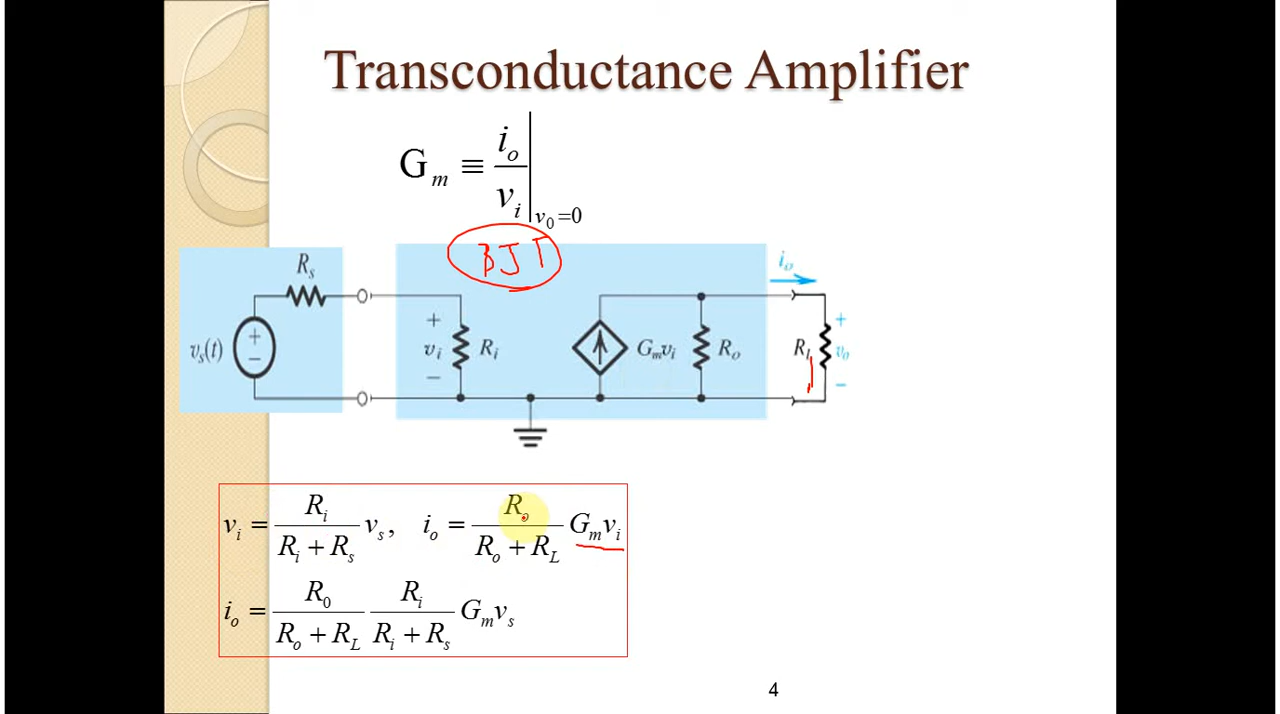 Transconductance Amplifier
G_m ≡ i_o / v_i |_{v_0=0}
BJT
R_s
v_s(t)
+
−
+
v_i
−
R_i
G_m v_i
R_o
i_o
R_L
+
v_o
−
v_i = R_i / (R_i + R_s) v_s, i_o = R_o / (R_o + R_L) G_m v_i
i_o = R_0 / (R_o + R_L) R_i / (R_i + R_s) G_m v_s
4